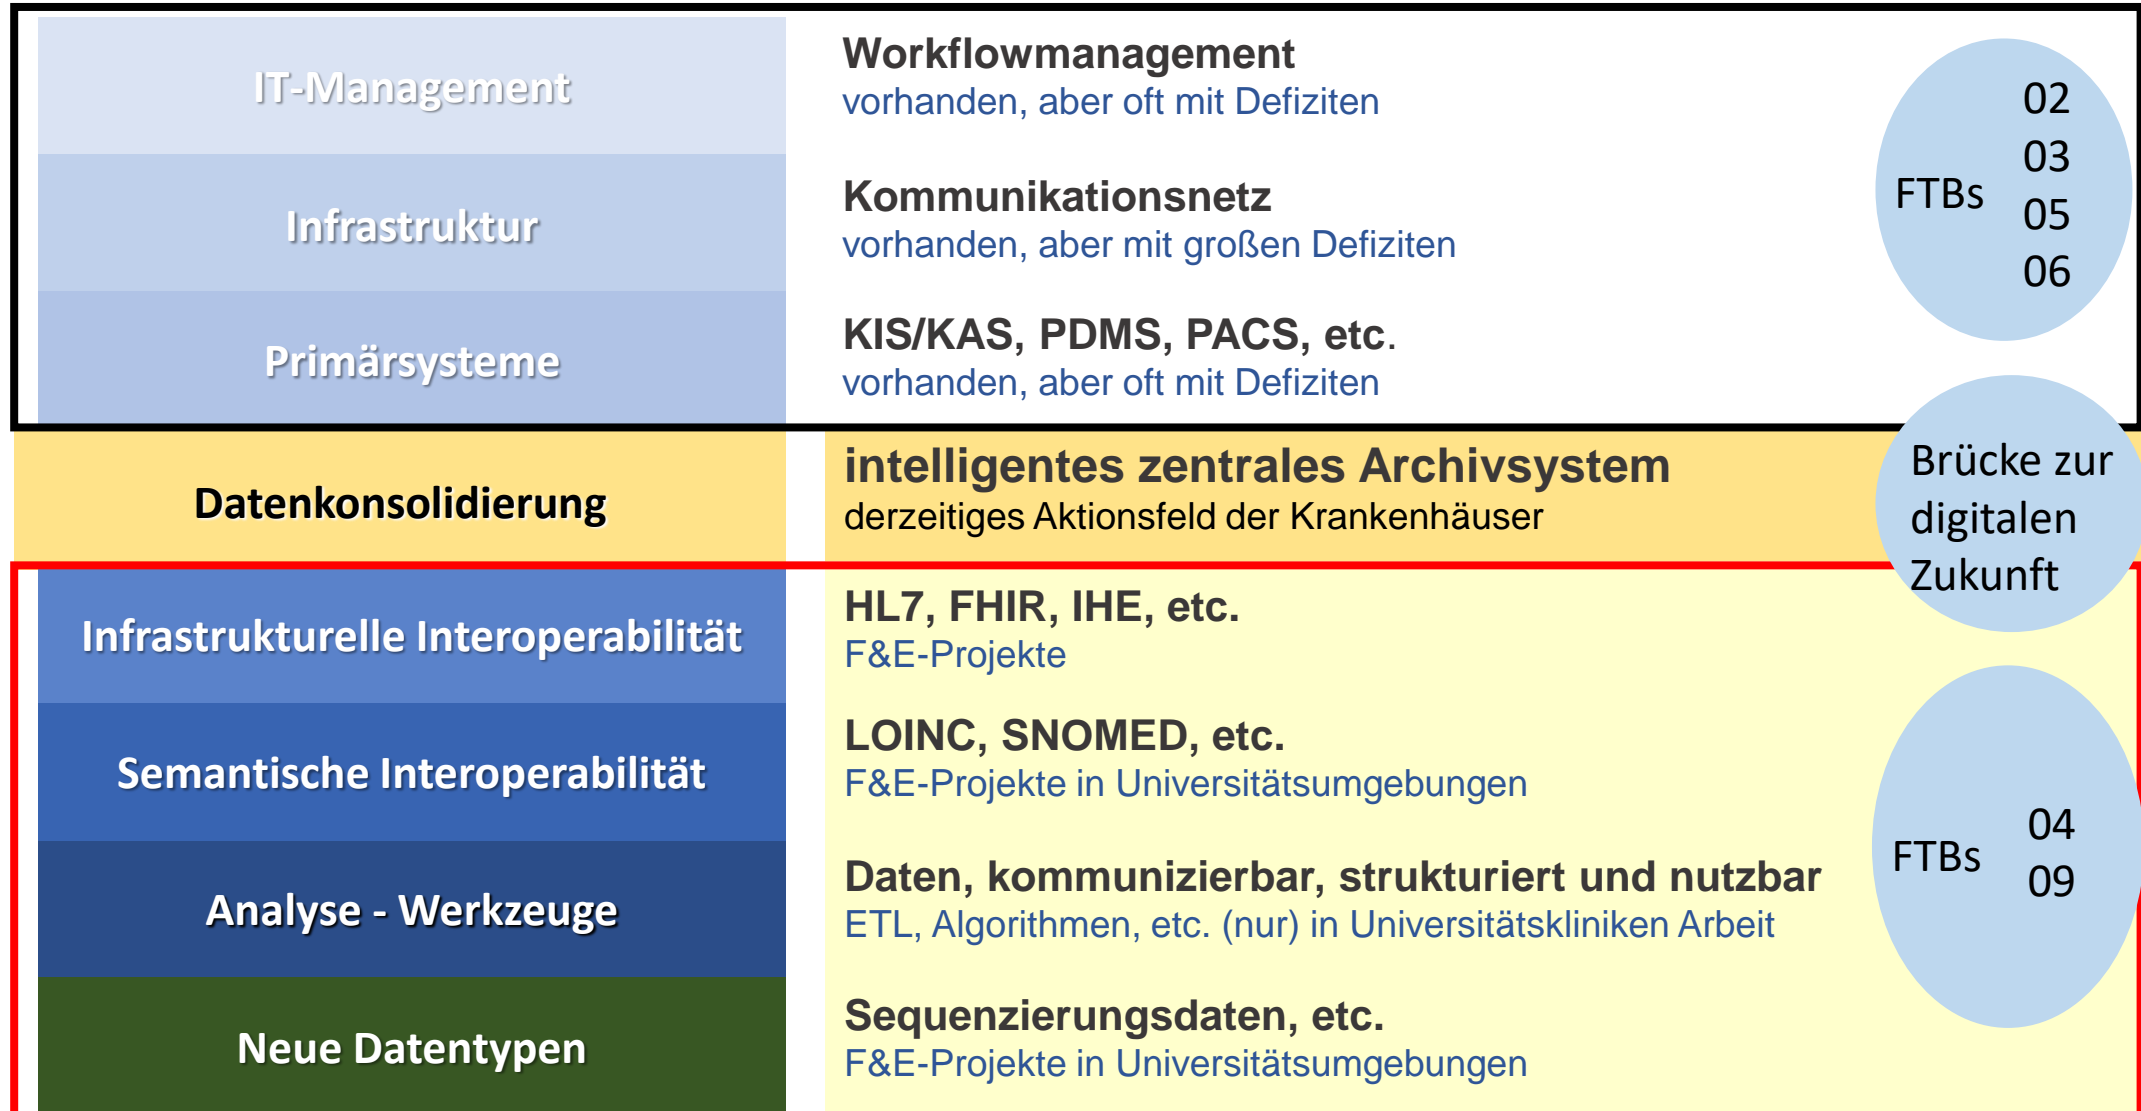 IT-Management
Workflowmanagement
vorhanden, aber oft mit Defiziten
Infrastruktur
Kommunikationsnetz
vorhanden, aber mit großen Defiziten
Primärsysteme
KIS/KAS, PDMS, PACS, etc.
vorhanden, aber oft mit Defiziten
FTBs
02
03
05
06
Datenkonsolidierung
intelligentes zentrales Archivsystem
derzeitiges Aktionsfeld der Krankenhäuser
Brücke zur
digitalen
Zukunft
Infrastrukturelle Interoperabilität
HL7, FHIR, IHE, etc.
F&E-Projekte
Semantische Interoperabilität
LOINC, SNOMED, etc.
F&E-Projekte in Universitätsumgebungen
Analyse - Werkzeuge
Daten, kommunizierbar, strukturiert und nutzbar
ETL, Algorithmen, etc. (nur) in Universitätskliniken Arbeit
Neue Datentypen
Sequenzierungsdaten, etc.
F&E-Projekte in Universitätsumgebungen
FTBs
04
09